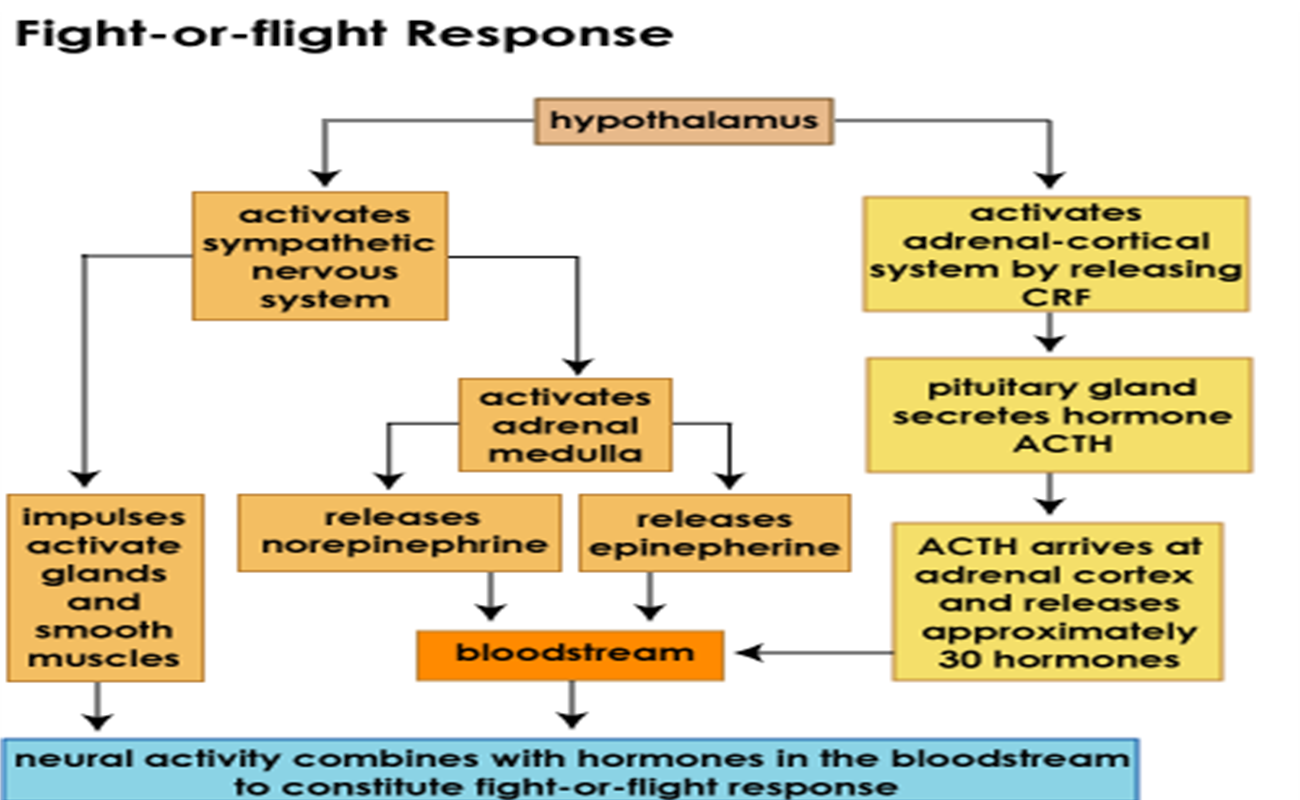 Fight-or-flight Response
hypothalamus
activates
sympathetic
nervous
system
activates
adrenal-cortical
system by releasing
CRF
activates
adrenal
medulla
pituitary gland
secretes hormone
ACTH
impulses
activate
glands
and
smooth
muscles
releases
norepinephrine
releases
epinepherine
ACTH arrives at
adrenal cortex
and releases
approximately
30 hormones
bloodstream
neural activity combines with hormones in the bloodstream
to constitute fight-or-flight response